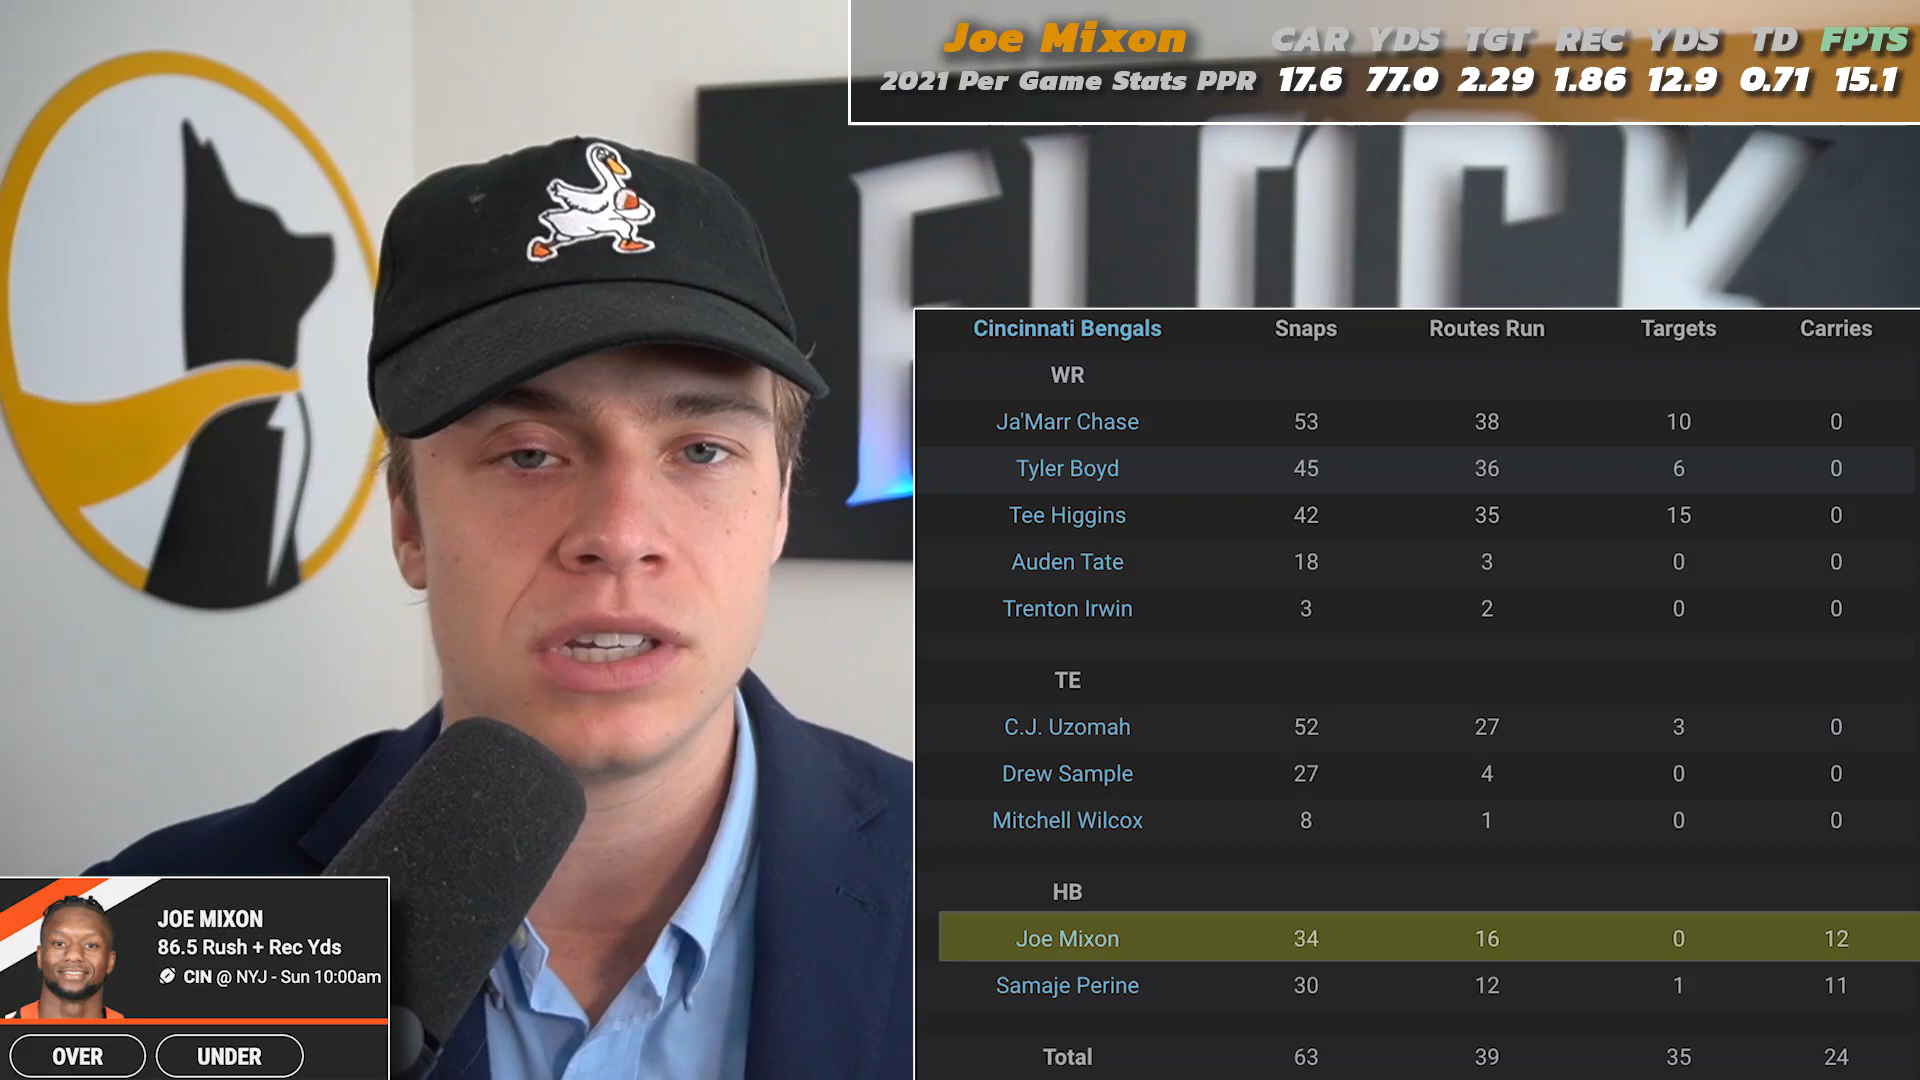 Joe Mixon CAR YDS TGT REC YDS TD FPTS
2021 Per Game Stats PPR 17.6 77.0 2.29 1.86 12.9 0.71 15.1
FLOCK
Cincinnati Bengals Snaps Routes Run Targets Carries
WR
Ja'Marr Chase 53 38 10 0
Tyler Boyd 45 36 6 0
Tee Higgins 42 35 15 0
Auden Tate 18 3 0 0
Trenton Irwin 3 2 0 0
TE
C.J. Uzomah 52 27 3 0
Drew Sample 27 4 0 0
Mitchell Wilcox 8 1 0 0
HB
Joe Mixon 34 16 0 12
Samaje Perine 30 12 1 11
Total 63 39 35 24
JOE MIXON
86.5 Rush + Rec Yds
CIN @ NYJ - Sun 10:00am
OVER UNDER